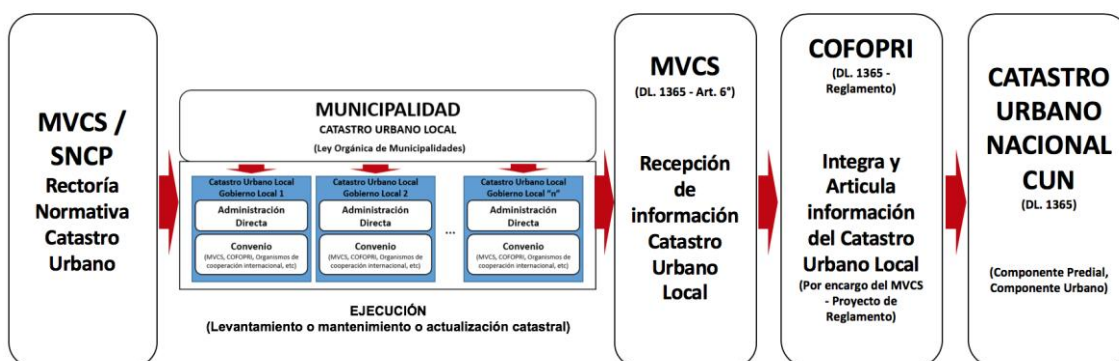 MVCS /
SNCP
Rectoría
Normativa
Catastro
Urbano
MUNICIPALIDAD
CATASTRO URBANO LOCAL
(Ley Orgánica de Municipalidades)
Catastro Urbano Local
Gobierno Local 1
Administración
Directa
Convenio
(MVCS, COFOPRI, Organismos de
cooperación internacional, etc)
Catastro Urbano Local
Gobierno Local 2
Administración
Directa
Convenio
(MVCS, COFOPRI, Organismos de
cooperación internacional, etc)
...
Catastro Urbano Local
Gobierno Local "n"
Administración
Directa
Convenio
(MVCS, COFOPRI, Organismos de
cooperación internacional, etc)
EJECUCIÓN
(Levantamiento o mantenimiento o actualización catastral)
MVCS
(DL. 1365 - Art. 6°)
Recepción
de
información
Catastro
Urbano
Local
COFOPRI
(DL. 1365 -
Reglamento)
Integra y
Articula
información
del Catastro
Urbano Local
(Por encargo del MVCS
- Proyecto de
Reglamento)
CATASTRO
URBANO
NACIONAL
CUN
(DL. 1365)
(Componente Predial,
Componente Urbano)